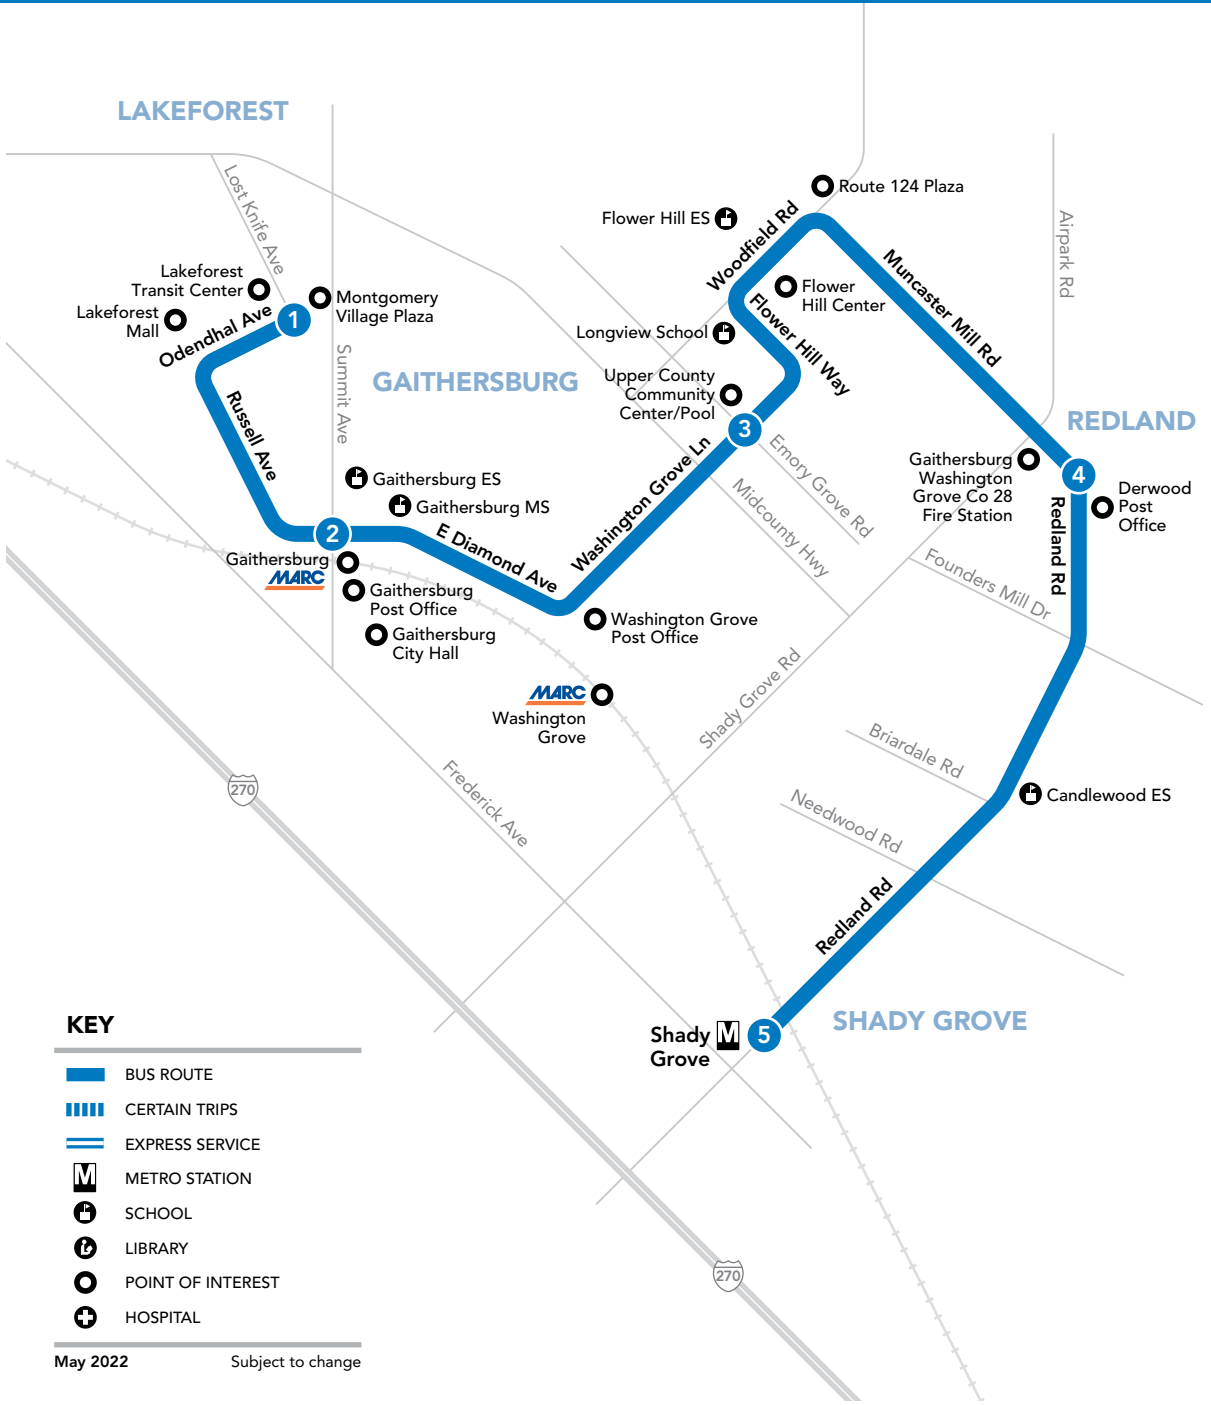 LAKEFOREST
Lost Knife Ave
Route 124 Plaza
Flower Hill ES
Woodfield Rd
Airpark Rd
Muncaster Mill Rd
Lakeforest
Transit Center
Montgomery
Village Plaza
Lakeforest
Mall
Odendhal Ave
1
Flower
Hill Center
Flower Hill Way
Longview School
Summit Ave
GAITHERSBURG
Upper County
Community
Center/Pool
Russell Ave
3
REDLAND
Washington Grove Ln
Emory Grove Rd
Midcounty Hwy
Gaithersburg
Washington
Grove Co 28
Fire Station
4
Derwood
Post
Office
Redland Rd
Gaithersburg ES
Gaithersburg MS
2
E Diamond Ave
Gaithersburg
MARC
Gaithersburg
Post Office
Gaithersburg
City Hall
Washington Grove
Post Office
Founders Mill Dr
MARC
Washington
Grove
Shady Grove Rd
Briardale Rd
270
Frederick Ave
Candlewood ES
Needwood Rd
Redland Rd
Shady
Grove
M
5
SHADY GROVE
270
KEY
BUS ROUTE
CERTAIN TRIPS
EXPRESS SERVICE
M
METRO STATION
SCHOOL
LIBRARY
POINT OF INTEREST
HOSPITAL
May 2022
Subject to change